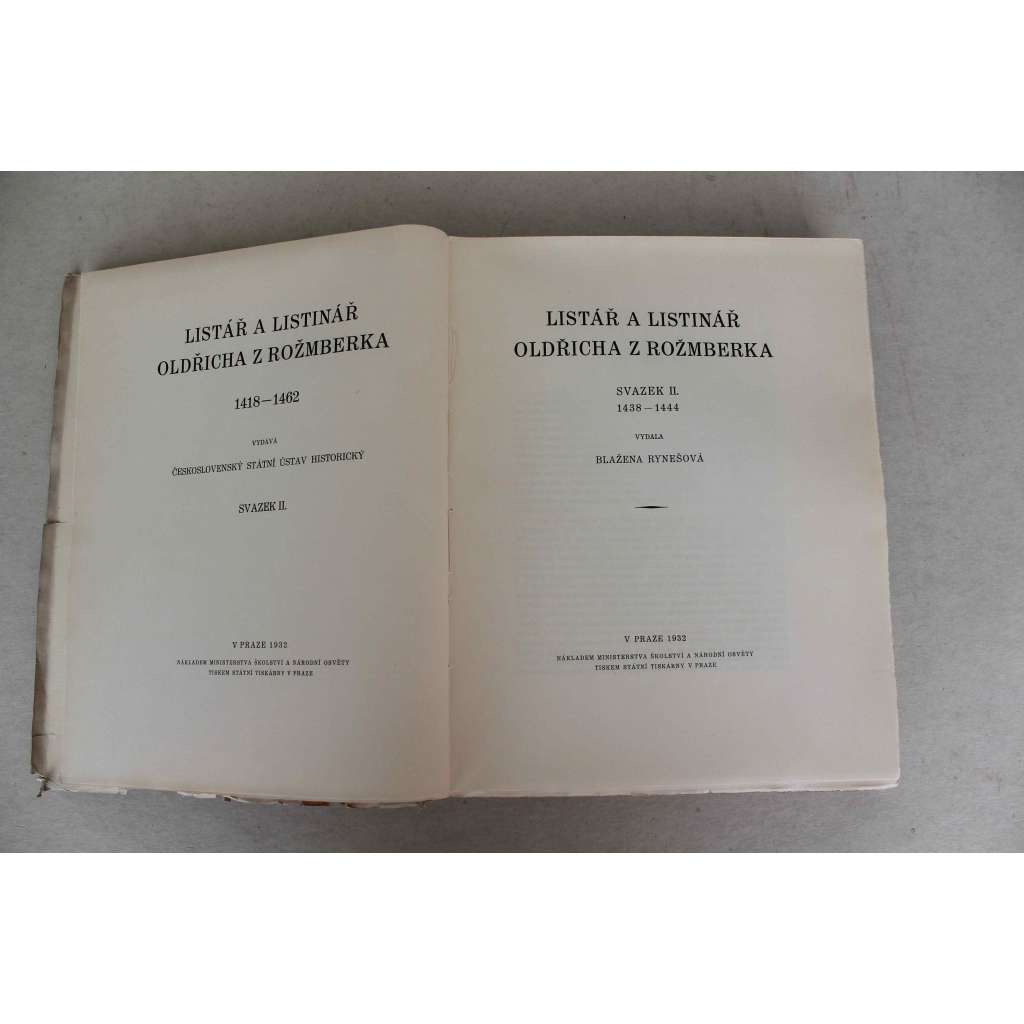 LISTÁŘ A LISTINÁŘ
OLDŘICHA Z ROŽMBERKA
1418—1462
VYDÁVÁ
ČESKOSLOVENSKÝ STÁTNÍ ÚSTAV HISTORICKÝ
SVAZEK II.
V PRAZE 1932
NÁKLADEM MINISTERSTVA ŠKOLSTVÍ A NÁRODNÍ OSVĚTY
TISKEM STÁTNÍ TISKÁRNY V PRAZE
LISTÁŘ A LISTINÁŘ
OLDŘICHA Z ROŽMBERKA
SVAZEK II.
1438—1444
VYDALA
BLAŽENA RYNEŠOVÁ
V PRAZE 1932
NÁKLADEM MINISTERSTVA ŠKOLSTVÍ A NÁRODNÍ OSVĚTY
TISKEM STÁTNÍ TISKÁRNY V PRAZE